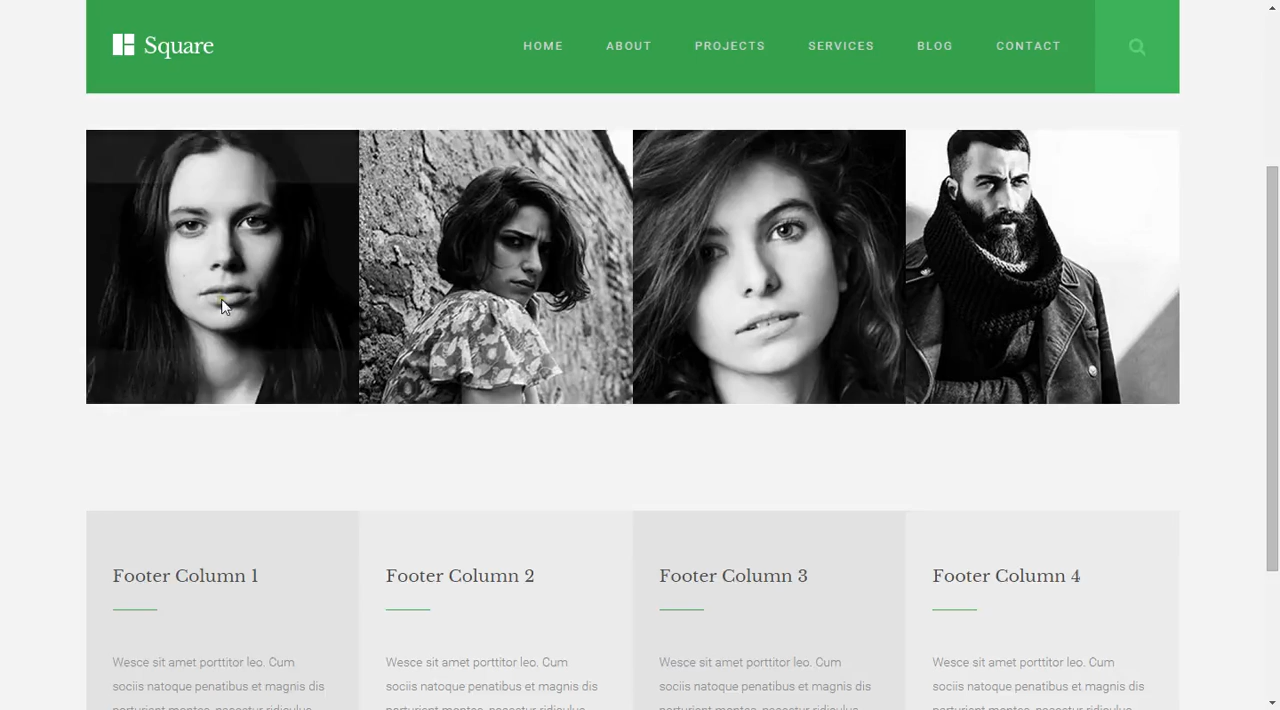 Square
HOME ABOUT PROJECTS SERVICES BLOG CONTACT
Footer Column 1
Wesce sit amet porttitor leo. Cum
sociis natoque penatibus et magnis dis
Footer Column 2
Wesce sit amet porttitor leo. Cum
sociis natoque penatibus et magnis dis
Footer Column 3
Wesce sit amet porttitor leo. Cum
sociis natoque penatibus et magnis dis
Footer Column 4
Wesce sit amet porttitor leo. Cum
sociis natoque penatibus et magnis dis